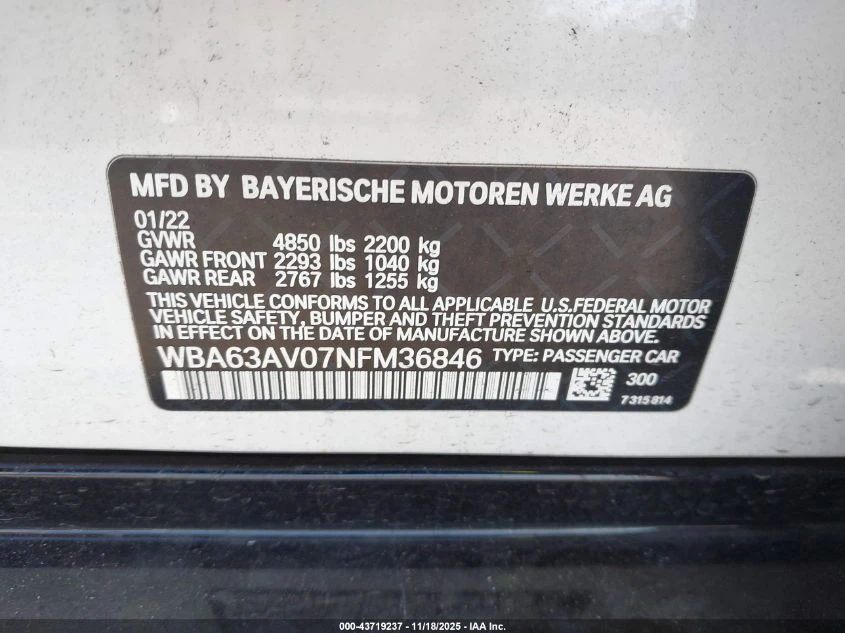 MFD BY BAYERISCHE MOTOREN WERKE AG
01/22
GVWR 4850 lbs 2200 kg
GAWR FRONT 2293 lbs 1040 kg
GAWR REAR 2767 lbs 1255 kg
THIS VEHICLE CONFORMS TO ALL APPLICABLE U.S.FEDERAL MOTOR
VEHICLE SAFETY, BUMPER AND THEFT PREVENTION STANDARDS
IN EFFECT ON THE DATE OF MANUFACTURE SHOWN ABOVE.
WBA63AV07NFM36846 TYPE: PASSENGER CAR
300
7315814
000-43719237 - 11/18/2025 - IAA Inc.